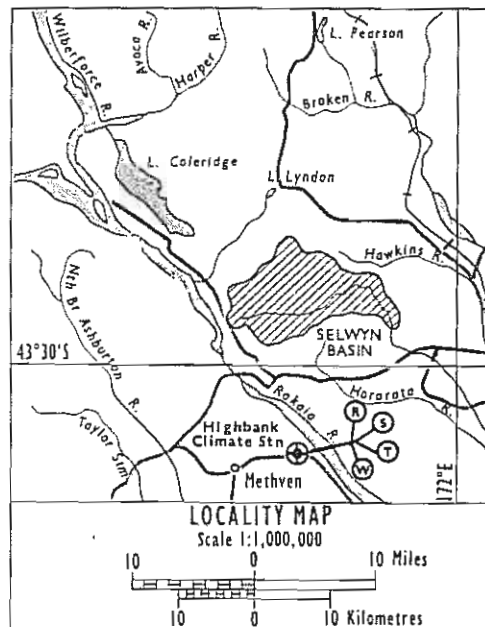 Wilberforce R.
Avoca R.
Harper R.
L. Pearson
Broken R.
L. Coleridge
L. Lyndon
Hawkins R.
Nth Br Ashburton R.
43°30'S
SELWYN
BASIN
Rakaia R.
Hororata R.
Taylor Stm.
Highbank
Climate Stn
R
S
T
W
Methven
172°E
LOCALITY MAP
Scale 1:1,000,000
10 0 10 Miles
10 0 10 Kilometres